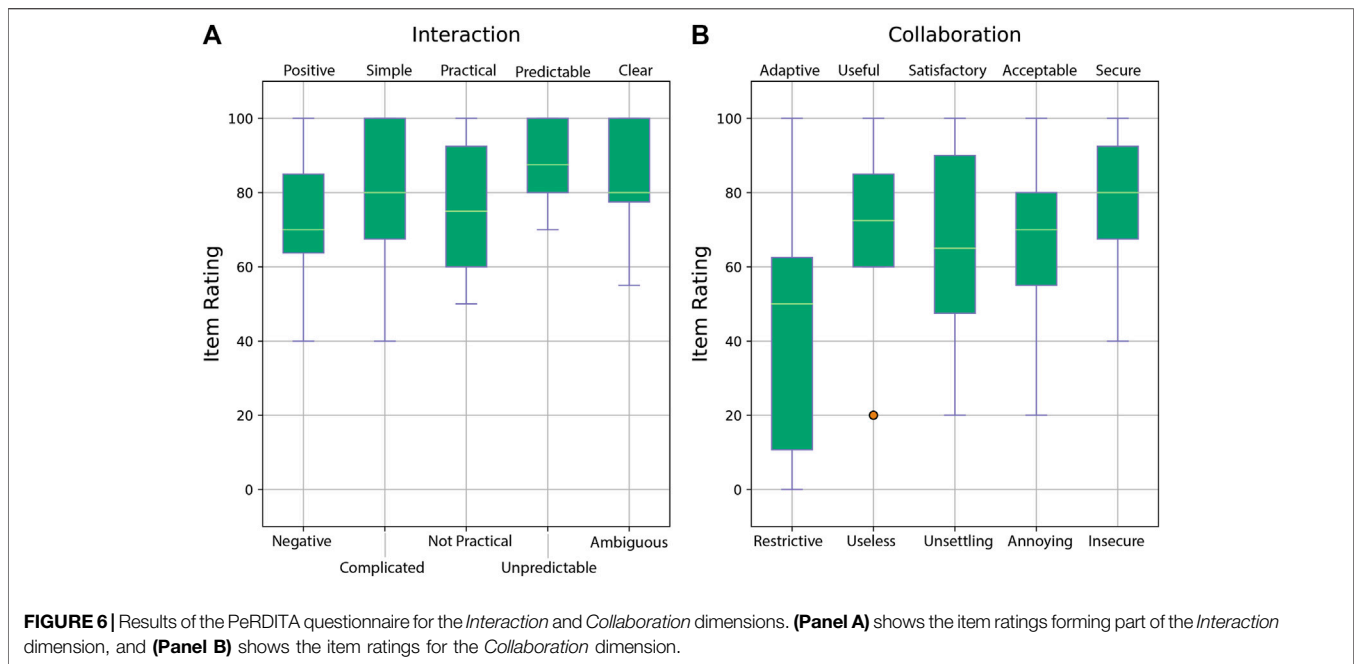 A
Interaction
Positive Simple Practical Predictable Clear
Item Rating
100
80
60
40
20
0
Negative Not Practical Ambiguous
Complicated Unpredictable
B
Collaboration
Adaptive Useful Satisfactory Acceptable Secure
Item Rating
100
80
60
40
20
0
Restrictive Useless Unsettling Annoying Insecure
FIGURE 6 | Results of the PeRDITA questionnaire for the Interaction and Collaboration dimensions. (Panel A) shows the item ratings forming part of the Interaction
dimension, and (Panel B) shows the item ratings for the Collaboration dimension.